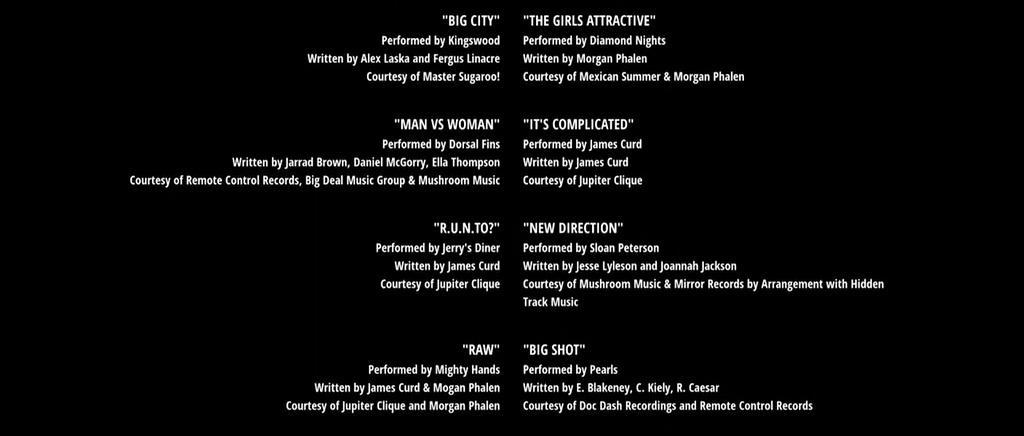 "BIG CITY"
Performed by Kingswood
Written by Alex Laska and Fergus Linacre
Courtesy of Master Sugaroo!
"MAN VS WOMAN"
Performed by Dorsal Fins
Written by Jarrad Brown, Daniel McGorry, Ella Thompson
Courtesy of Remote Control Records, Big Deal Music Group & Mushroom Music
"R.U.N.TO?"
Performed by Jerry's Diner
Written by James Curd
Courtesy of Jupiter Clique
"RAW"
Performed by Mighty Hands
Written by James Curd & Mogan Phalen
Courtesy of Jupiter Clique and Morgan Phalen
"THE GIRLS ATTRACTIVE"
Performed by Diamond Nights
Written by Morgan Phalen
Courtesy of Mexican Summer & Morgan Phalen
"IT'S COMPLICATED"
Performed by James Curd
Written by James Curd
Courtesy of Jupiter Clique
"NEW DIRECTION"
Performed by Sloan Peterson
Written by Jesse Lyleson and Joannah Jackson
Courtesy of Mushroom Music & Mirror Records by Arrangement with Hidden
Track Music
"BIG SHOT"
Performed by Pearls
Written by E. Blakeney, C. Kiely, R. Caesar
Courtesy of Doc Dash Recordings and Remote Control Records